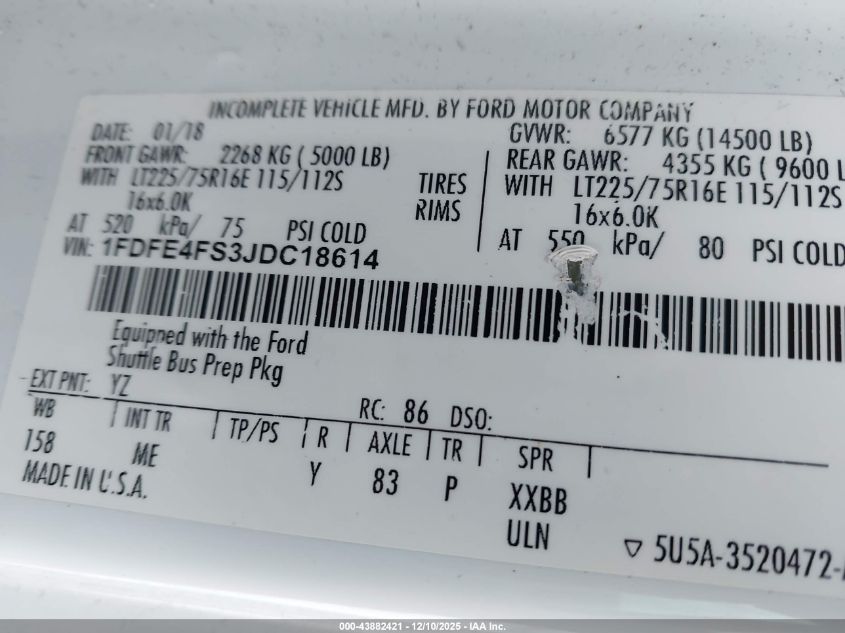 INCOMPLETE VEHICLE MFD. BY FORD MOTOR COMPANY
DATE: 01/18
GVWR: 6577 KG (14500 LB)
FRONT GAWR: 2268 KG ( 5000 LB)
REAR GAWR: 4355 KG ( 9600 L
WITH LT225/75R16E 115/112S TIRES
WITH LT225/75R16E 115/112S
16x6.0K RIMS
16x6.0K
AT 520 kPa/ 75 PSI COLD
AT 550 kPa/ 80 PSI COLD
VIN: 1FDFE4FS3JDC18614
Equipped with the Ford
Shuttle Bus Prep Pkg
EXT PNT: YZ
RC: 86 DSO:
WB INT TR TP/PS R AXLE TR SPR
158 ME Y 83 P XXBB
MADE IN U.S.A.
ULN
▽ 5U5A-3520472-
000-43882421 - 12/10/2025 - IAA Inc.